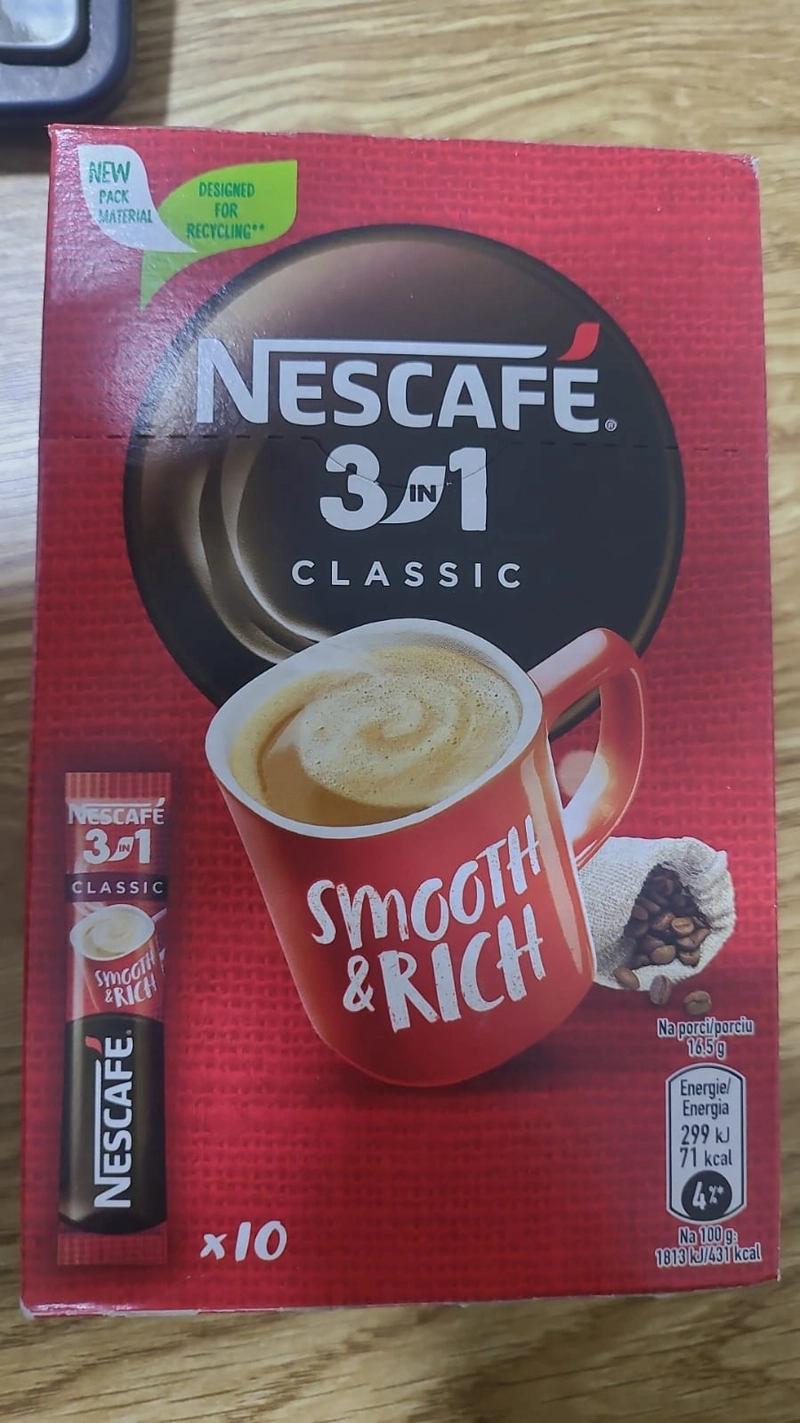 NEW
PACK
MATERIAL
DESIGNED
FOR
RECYCLING**
NESCAFÉ®
3 IN 1
CLASSIC
SMOOTH
&RICH
NESCAFÉ
3 IN 1
CLASSIC
SMOOTH
&RICH
NESCAFÉ
x10
Na porci/porciu
16,5 g
Energie/
Energia
299 kJ
71 kcal
4%*
Na 100 g:
1813 kJ/431 kcal